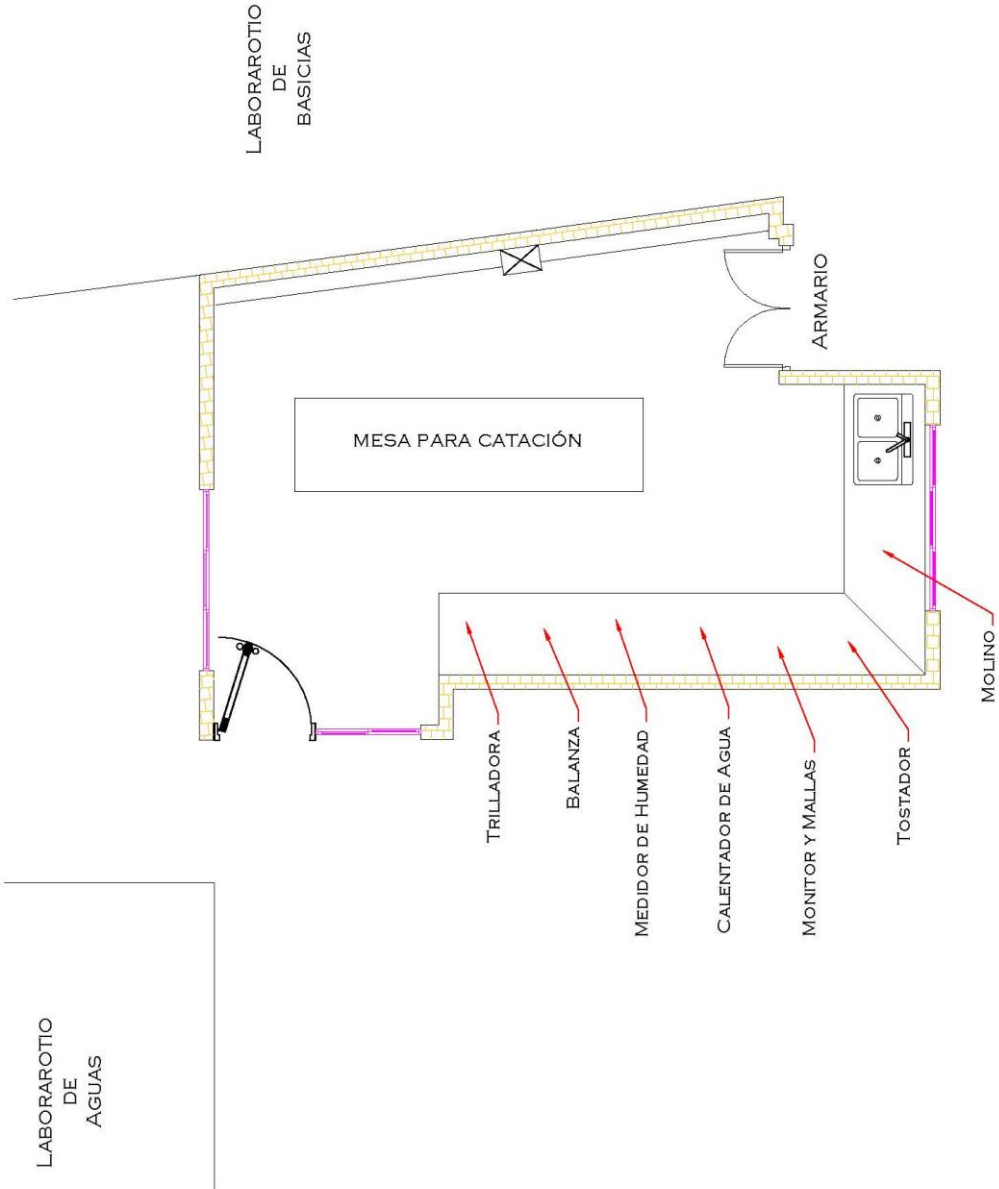 LABORAROTIO
DE
AGUAS
LABORAROTIO
DE
BASICIAS
MESA PARA CATACIÓN
ARMARIO
TRILLADORA
BALANZA
MEDIDOR DE HUMEDAD
CALENTADOR DE AGUA
MONITOR Y MALLAS
TOSTADOR
MOLINO